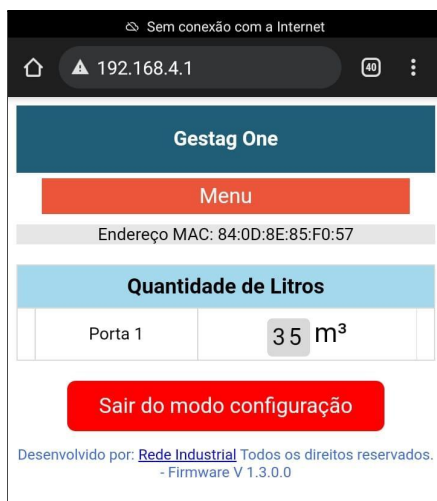 Sem conexão com a Internet
192.168.4.1
40
Gestag One
Menu
Endereço MAC: 84:0D:8E:85:F0:57
Quantidade de Litros
Porta 1 35 m³
Sair do modo configuração
Desenvolvido por: Rede Industrial Todos os direitos reservados.
- Firmware V 1.3.0.0